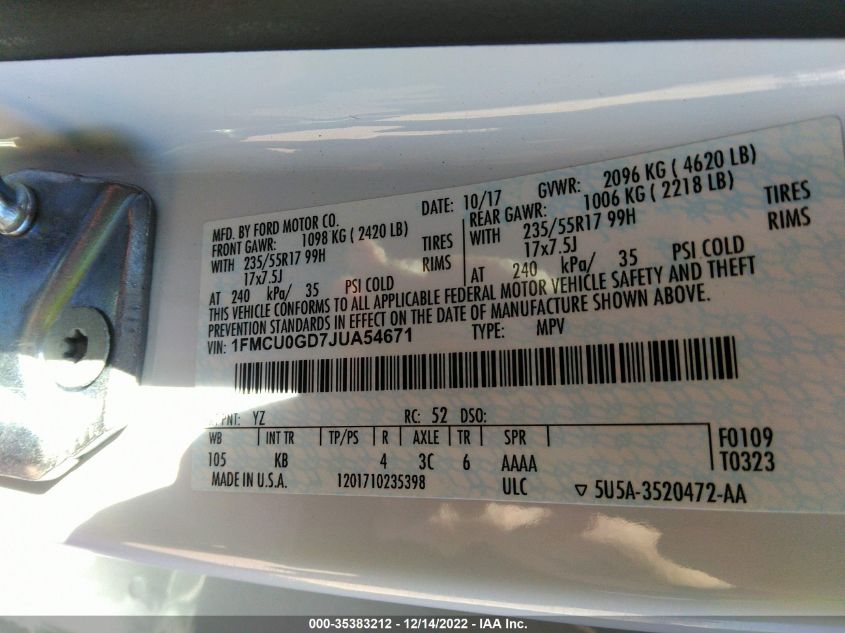 MFD. BY FORD MOTOR CO.
DATE: 10/17 GVWR: 2096 KG ( 4620 LB)
FRONT GAWR: 1098 KG ( 2420 LB)
WITH 235/55R17 99H TIRES
17x7.5J RIMS
AT 240 kPa/ 35 PSI COLD
REAR GAWR: 1006 KG ( 2218 LB)
WITH 235/55R17 99H TIRES
17x7.5J RIMS
AT 240 kPa/ 35 PSI COLD
THIS VEHICLE CONFORMS TO ALL APPLICABLE FEDERAL MOTOR VEHICLE SAFETY AND THEFT
PREVENTION STANDARDS IN EFFECT ON THE DATE OF MANUFACTURE SHOWN ABOVE.
VIN: 1FMCU0GD7JUA54671 TYPE: MPV
PNT: YZ RC: 52 DSO:
WB INT TR TP/PS R AXLE TR SPR
105 KB 4 3C 6 AAAA
F0109
T0323
MADE IN U.S.A. 1201710235398 ULC ▽ 5U5A-3520472-AA
000-35383212 - 12/14/2022 - IAA Inc.